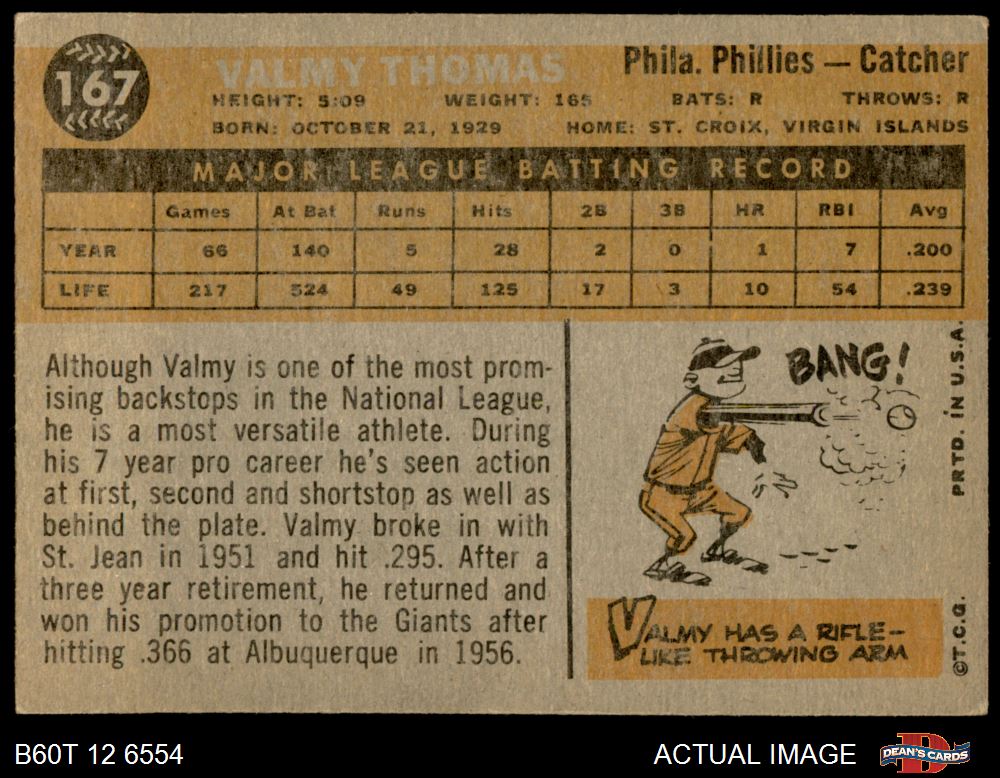 167
VALMY THOMAS
Phila. Phillies — Catcher
HEIGHT: 5:09 WEIGHT: 165 BATS: R THROWS: R
BORN: OCTOBER 21, 1929 HOME: ST. CROIX, VIRGIN ISLANDS
MAJOR LEAGUE BATTING RECORD
Games At Bat Runs Hits 2B 3B HR RBI Avg
YEAR 66 140 5 28 2 0 1 7 .200
LIFE 217 524 49 125 17 3 10 54 .239
Although Valmy is one of the most prom-
ising backstops in the National League,
he is a most versatile athlete. During
his 7 year pro career he's seen action
at first, second and shortstop as well as
behind the plate. Valmy broke in with
St. Jean in 1951 and hit .295. After a
three year retirement, he returned and
won his promotion to the Giants after
hitting .366 at Albuquerque in 1956.
BANG!
VALMY HAS A RIFLE-
LIKE THROWING ARM
©T.C.G. PRTD. IN U.S.A.
B60T 12 6554
ACTUAL IMAGE
DEAN'S CARDS